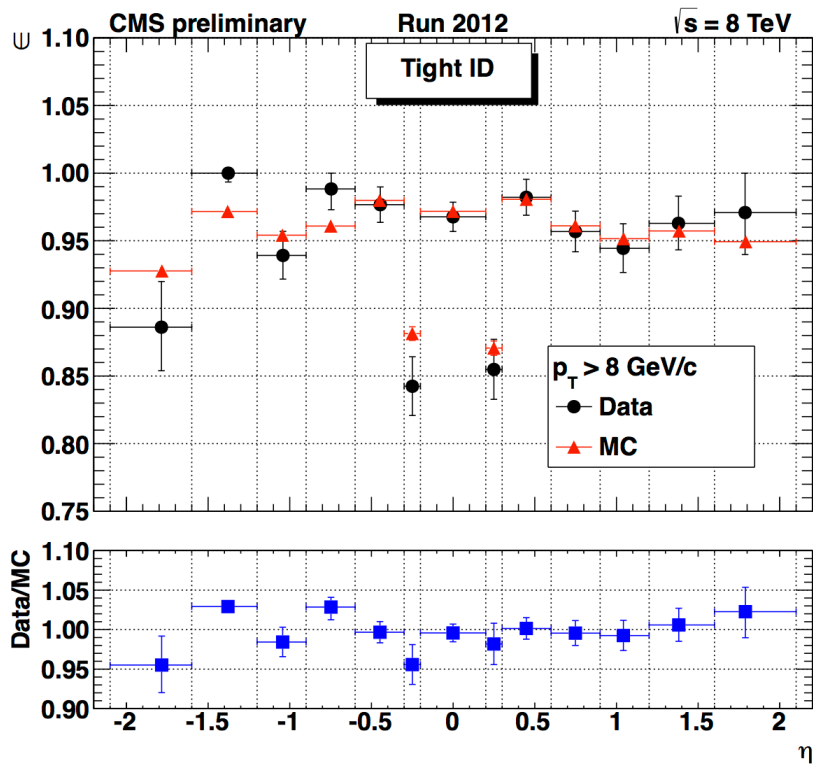 CMS preliminary Run 2012 √s = 8 TeV
∈
Tight ID
1.10
1.05
1.00
0.95
0.90
0.85
0.80
0.75
p_T > 8 GeV/c
Data
MC
Data/MC
1.10
1.05
1.00
0.95
0.90
-2 -1.5 -1 -0.5 0 0.5 1 1.5 2
η